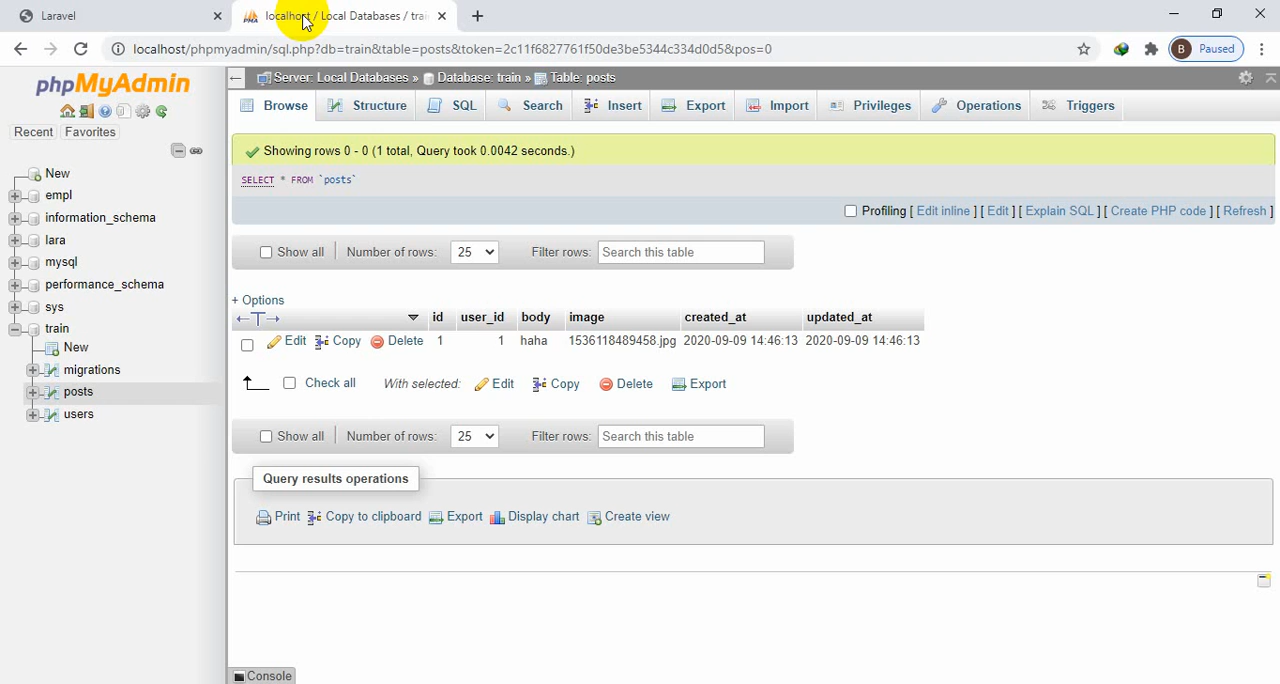 Laravel
localhost / Local Databases / train
localhost/phpmyadmin/sql.php?db=train&table=posts&token=2c11f6827761f50de3be5344c334d0d5&pos=0
B Paused
phpMyAdmin
Recent Favorites
New
empl
information_schema
lara
mysql
performance_schema
sys
train
New
migrations
posts
users
Server: Local Databases » Database: train » Table: posts
Browse Structure SQL Search Insert Export Import Privileges Operations Triggers
Showing rows 0 - 0 (1 total, Query took 0.0042 seconds.)
SELECT * FROM `posts`
Profiling [ Edit inline ] [ Edit ] [ Explain SQL ] [ Create PHP code ] [ Refresh ]
Show all Number of rows: 25 Filter rows: Search this table
+ Options
←T→ id user_id body image created_at updated_at
Edit Copy Delete 1 1 haha 1536118489458.jpg 2020-09-09 14:46:13 2020-09-09 14:46:13
Check all With selected: Edit Copy Delete Export
Show all Number of rows: 25 Filter rows: Search this table
Query results operations
Print Copy to clipboard Export Display chart Create view
Console